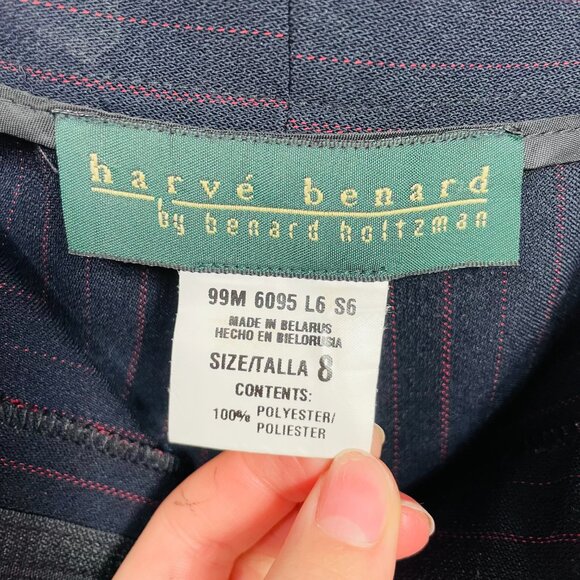 harvé benard
by benard holtzman
99M 6095 L6 S6
MADE IN BELARUS
HECHO EN BIELORUSIA
SIZE/TALLA 8
CONTENTS:
100% POLYESTER/
POLIESTER